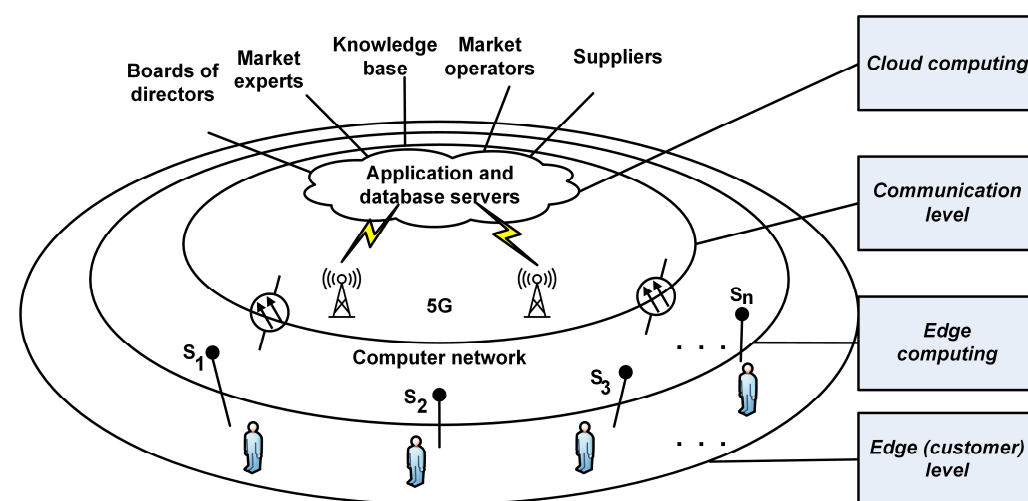 Boards of
directors
Market
experts
Knowledge
base
Market
operators
Suppliers
Cloud computing
Application and
database servers
Communication
level
5G
Sn
Edge
computing
Computer network
S1
S2
S3
. . .
. . .
Edge (customer)
level